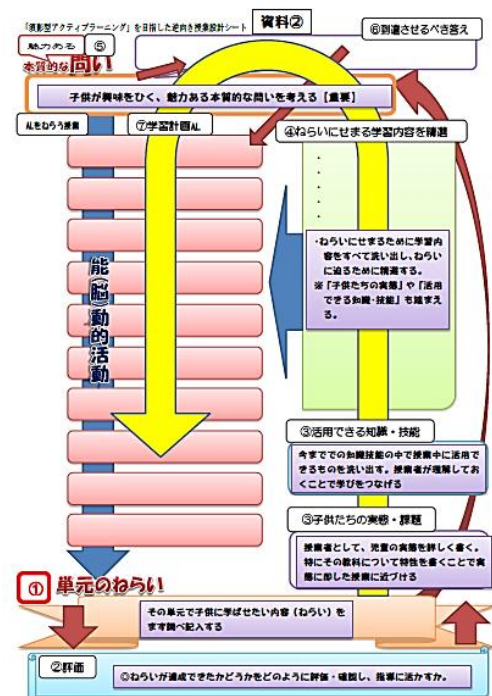 「須影型アクティブラーニング」を目指した逆向き授業設計シート
資料②
⑥到達させるべき答え
魅力ある
⑤
本質的な問い
子供が興味をひく、魅力ある本質的な問いを考える【重要】
ALをねらう授業
⑦学習計画AL
④ねらいにせまる学習内容を精選
・ねらいにせまるために学習内
容をすべて洗い出し、ねらい
に迫るために精選する。
※「子供たちの実態」や「活用
できる知識・技能」も踏まえ
る。
能(脳)動的活動
③活用できる知識・技能
今までの知識技能の中で授業中に活用で
きるものを洗い出す。授業者が理解してお
くことで学びをつなげる
③子供たちの実態・課題
授業者として、児童の実態を詳しく書く。
特にその教科について特性を書くことで実
態に即した授業に近づける
① 単元のねらい
その単元で子供に学ばせたい内容（ねらい）を
まず調べ記入する
②評価
◎ねらいが達成できたかどうかをどのように評価・確認し、指導に活かすか。